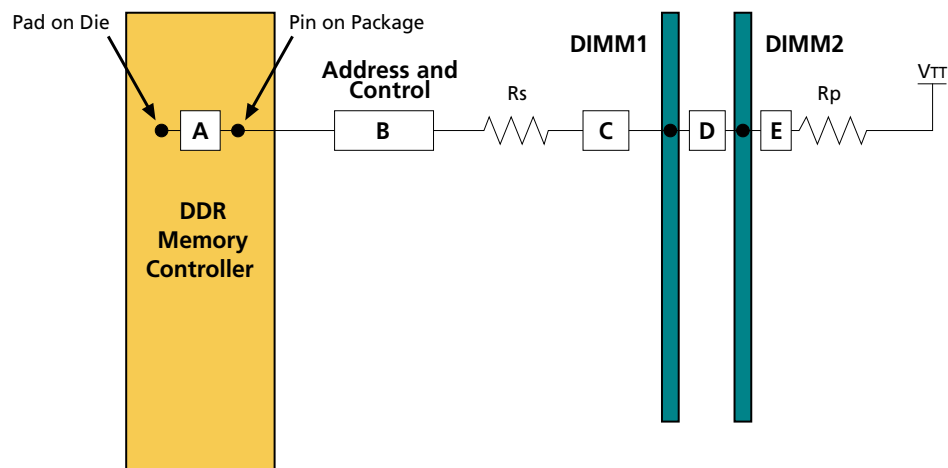 Pad on Die
Pin on Package
DIMM1
DIMM2
Address and
Control
Rs
Rp
VTT
A
B
C
D
E
DDR
Memory
Controller